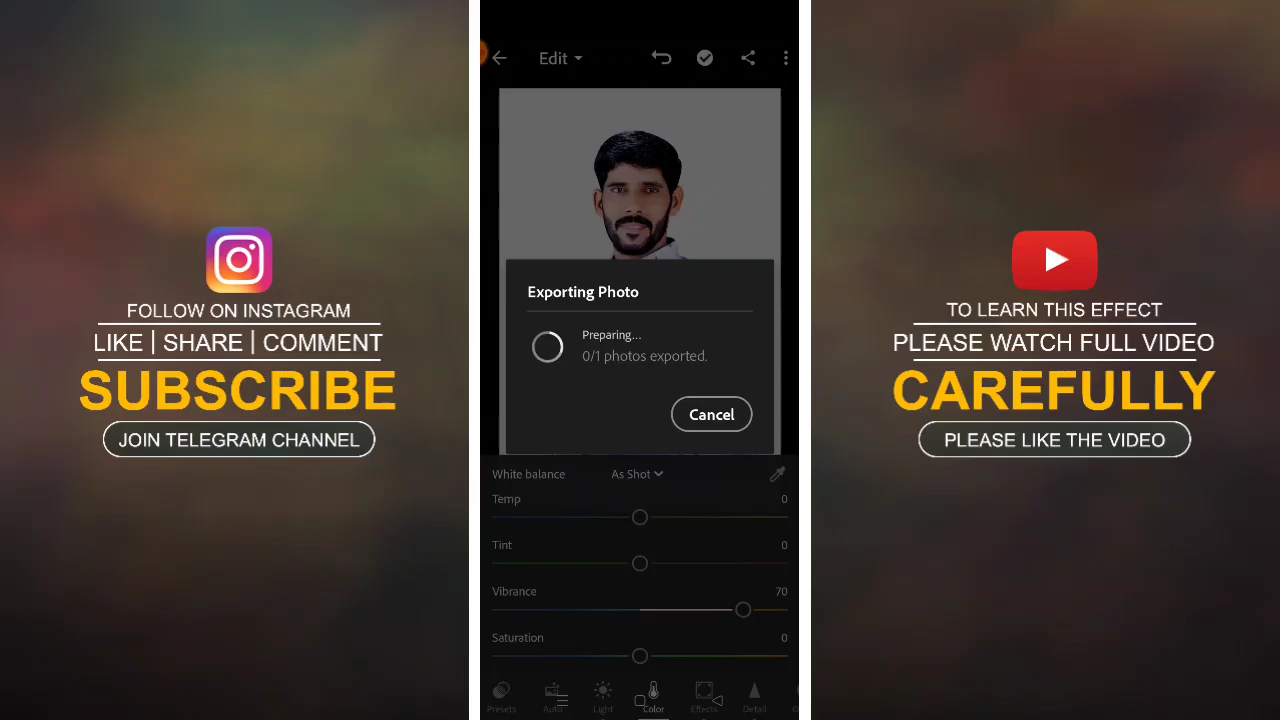 FOLLOW ON INSTAGRAM
LIKE | SHARE | COMMENT
SUBSCRIBE
JOIN TELEGRAM CHANNEL
Edit
Exporting Photo
Preparing...
0/1 photos exported.
Cancel
White balance As Shot
Temp 0
Tint 0
Vibrance 70
Saturation 0
Presets Auto Light Color Effects Detail
TO LEARN THIS EFFECT
PLEASE WATCH FULL VIDEO
CAREFULLY
PLEASE LIKE THE VIDEO